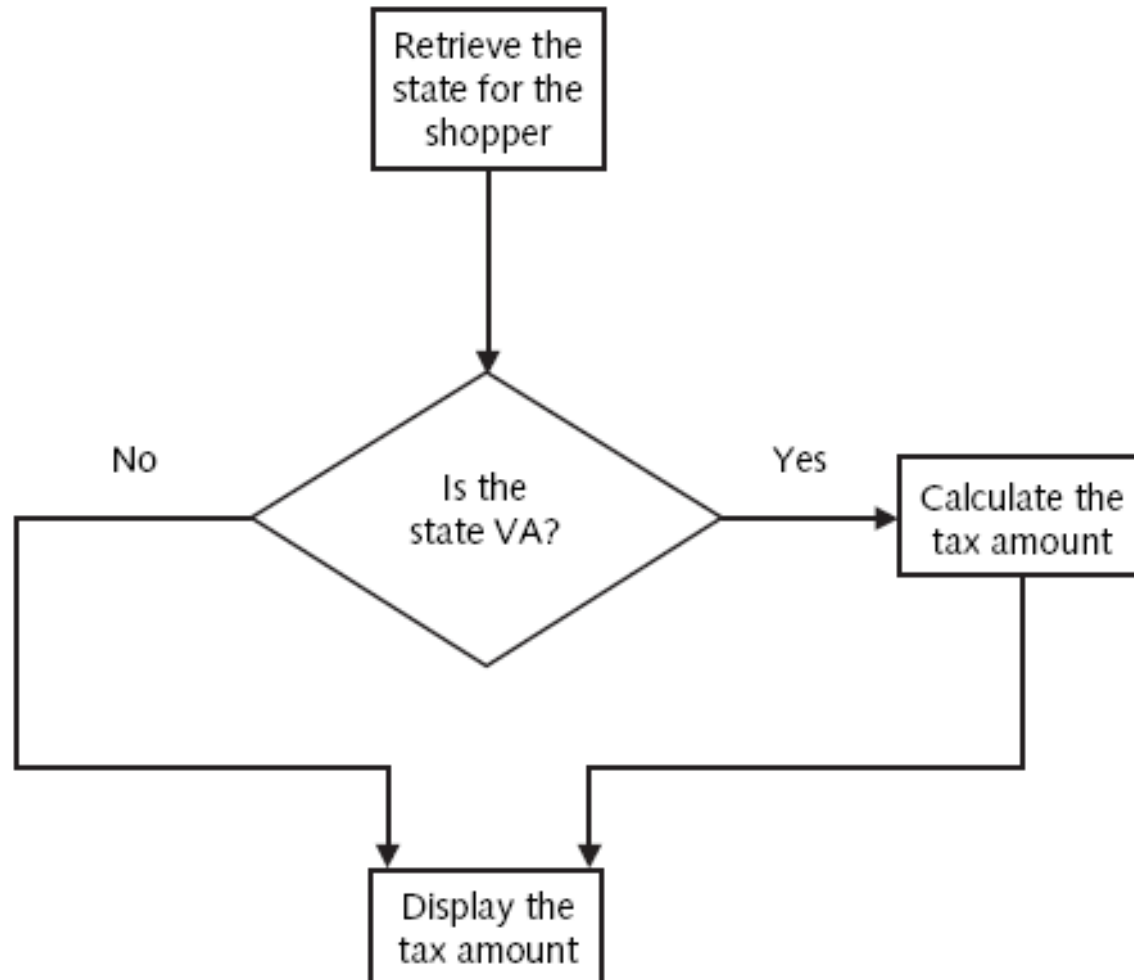 Retrieve the
state for the
shopper
No
Is the
state VA?
Yes
Calculate the
tax amount
Display the
tax amount